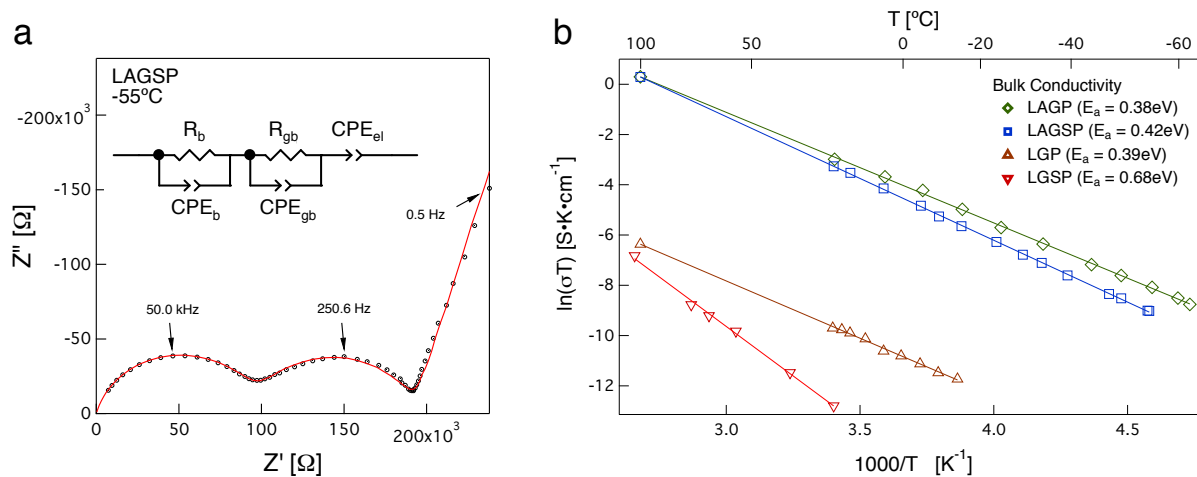 a
LAGSP
-55ºC
R_b
R_gb
CPE_el
CPE_b
CPE_gb
0.5 Hz
50.0 kHz
250.6 Hz
-200x10³
-150
-100
-50
0
Z" [Ω]
0
50
100
150
200x10³
Z' [Ω]
b
T [ºC]
100
50
0
-20
-40
-60
Bulk Conductivity
LAGP (E_a = 0.38eV)
LAGSP (E_a = 0.42eV)
LGP (E_a = 0.39eV)
LGSP (E_a = 0.68eV)
0
-2
-4
-6
-8
-10
-12
ln(σT) [S•K•cm⁻¹]
3.0
3.5
4.0
4.5
1000/T [K⁻¹]